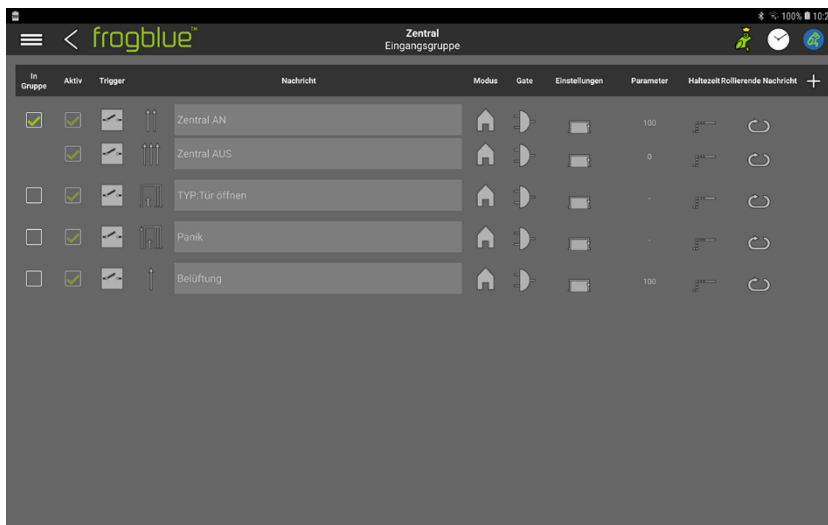 100% 10:2
frogblue™
Zentral
Eingangsgruppe
In Gruppe Aktiv Trigger Nachricht Modus Gate Einstellungen Parameter Haltezeit Rollierende Nachricht
Zentral AN 100
Zentral AUS 0
TYP:Tür öffnen -
Panik -
Belüftung 100